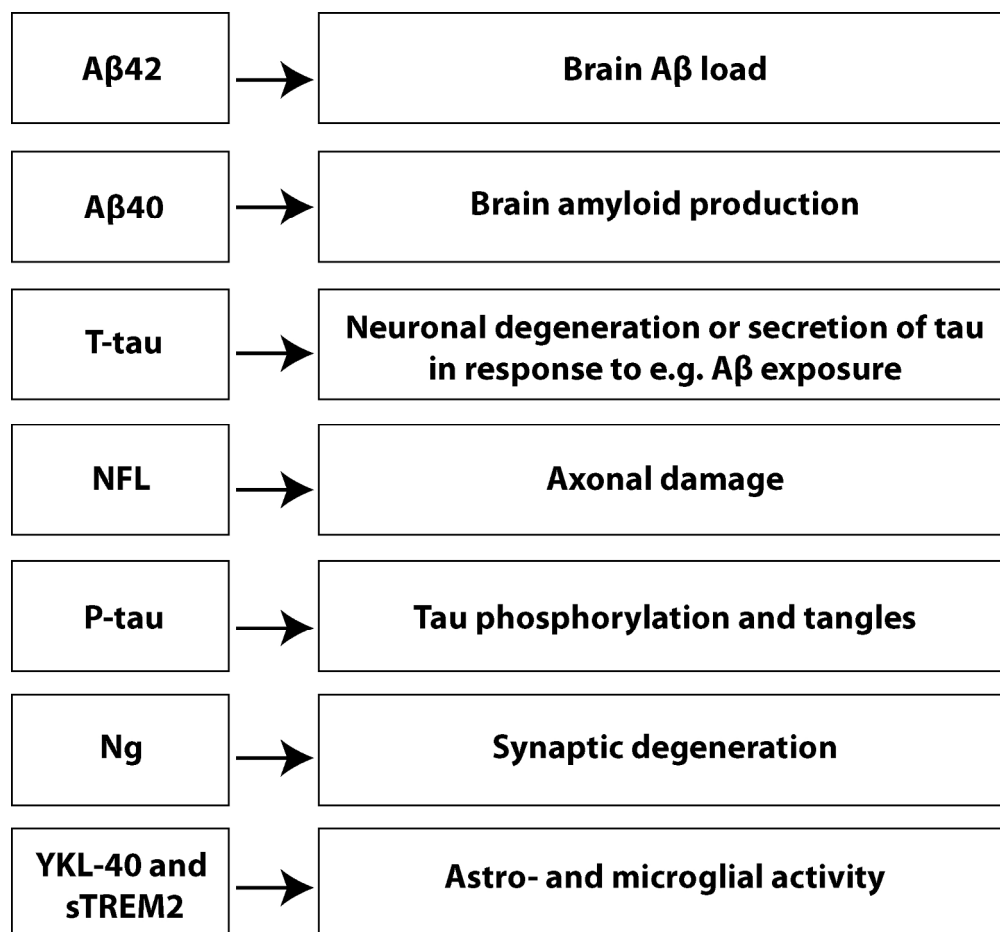 Aβ42
Brain Aβ load
Aβ40
Brain amyloid production
T-tau
Neuronal degeneration or secretion of tau
in response to e.g. Aβ exposure
NFL
Axonal damage
P-tau
Tau phosphorylation and tangles
Ng
Synaptic degeneration
YKL-40 and
sTREM2
Astro- and microglial activity